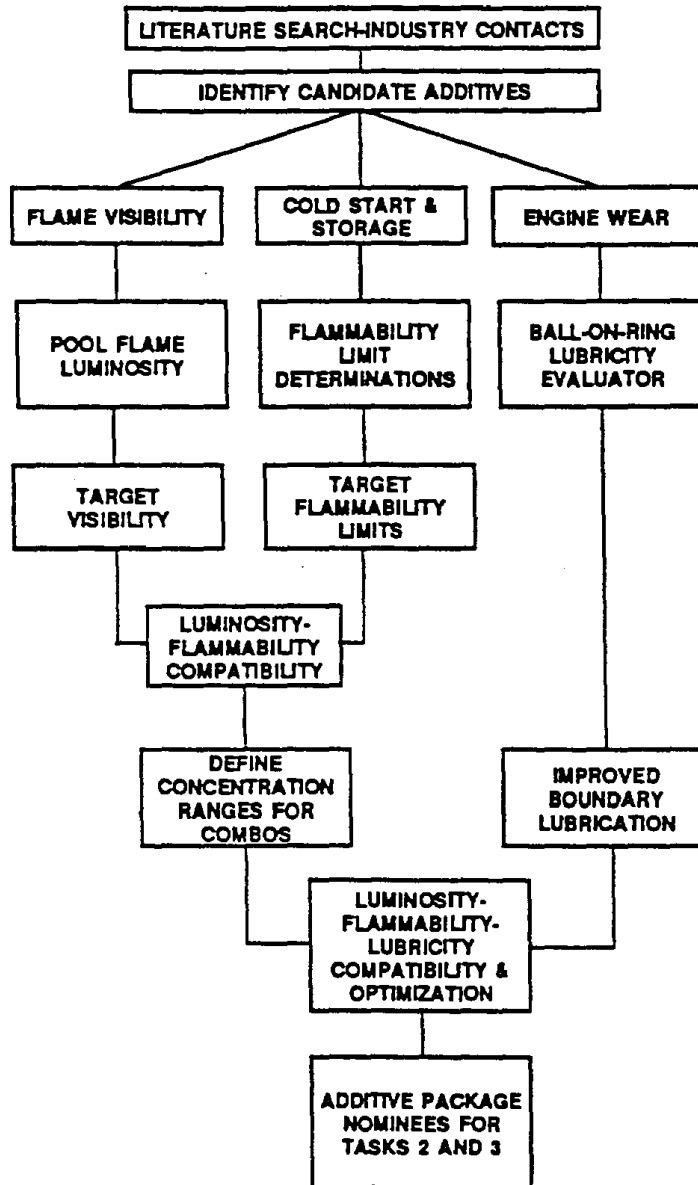 LITERATURE SEARCH-INDUSTRY CONTACTS
IDENTIFY CANDIDATE ADDITIVES
FLAME VISIBILITY
COLD START &
STORAGE
ENGINE WEAR
POOL FLAME
LUMINOSITY
FLAMMABILITY
LIMIT
DETERMINATIONS
BALL-ON-RING
LUBRICITY
EVALUATOR
TARGET
VISIBILITY
TARGET
FLAMMABILITY
LIMITS
LUMINOSITY-
FLAMMABILITY
COMPATIBILITY
DEFINE
CONCENTRATION
RANGES FOR
COMBOS
IMPROVED
BOUNDARY
LUBRICATION
LUMINOSITY-
FLAMMABILITY-
LUBRICITY
COMPATIBILITY &
OPTIMIZATION
ADDITIVE PACKAGE
NOMINEES FOR
TASKS 2 AND 3